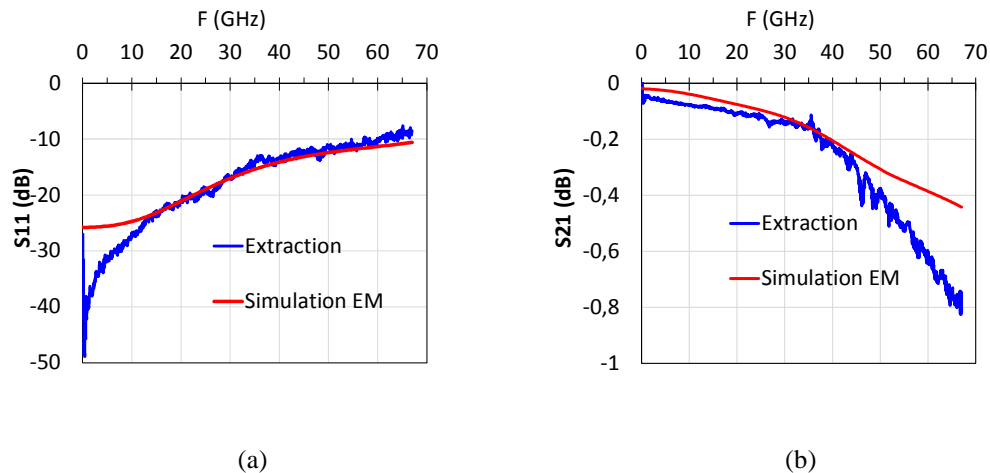 F (GHz)
0 10 20 30 40 50 60 70
0
-10
-20
-30
-40
-50
S11 (dB)
Extraction
Simulation EM
(a)
F (GHz)
0 10 20 30 40 50 60 70
0
-0,2
-0,4
-0,6
-0,8
-1
S21 (dB)
Extraction
Simulation EM
(b)